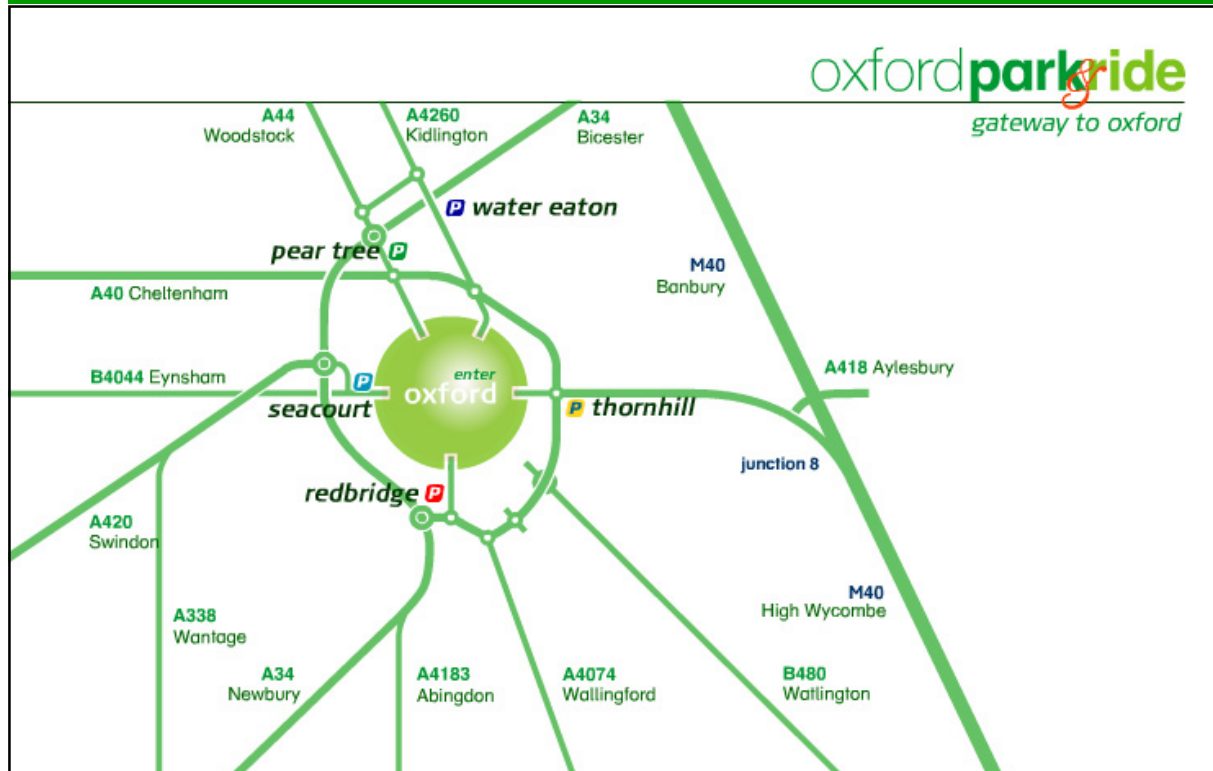 oxfordpark&ride
gateway to oxford
A44
Woodstock
A4260
Kidlington
A34
Bicester
P water eaton
pear tree P
M40
Banbury
A40 Cheltenham
A418 Aylesbury
B4044 Eynsham
P
seacourt
enter
oxford
P thornhill
junction 8
redbridge P
A420
Swindon
M40
High Wycombe
A338
Wantage
A34
Newbury
A4183
Abingdon
A4074
Wallingford
B480
Watlington